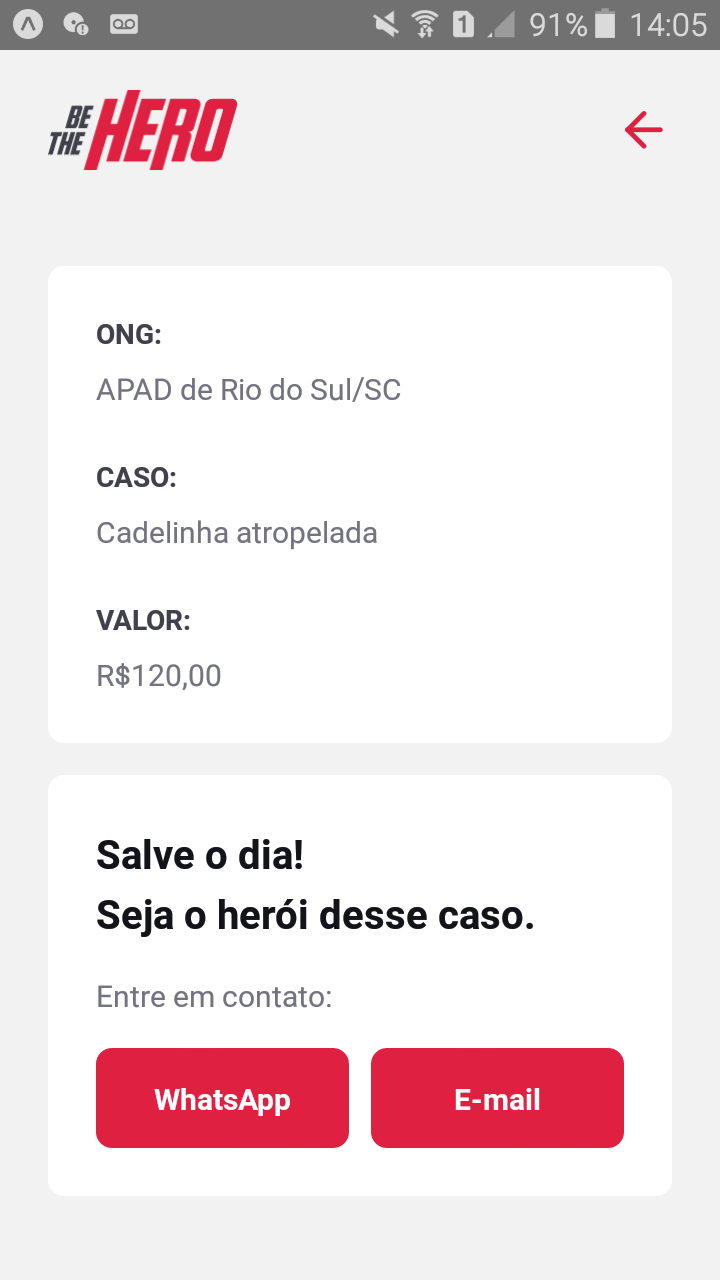 1 91% 14:05
BE
THE HERO
ONG:
APAD de Rio do Sul/SC
CASO:
Cadelinha atropelada
VALOR:
R$120,00
Salve o dia!
Seja o herói desse caso.
Entre em contato:
WhatsApp E-mail